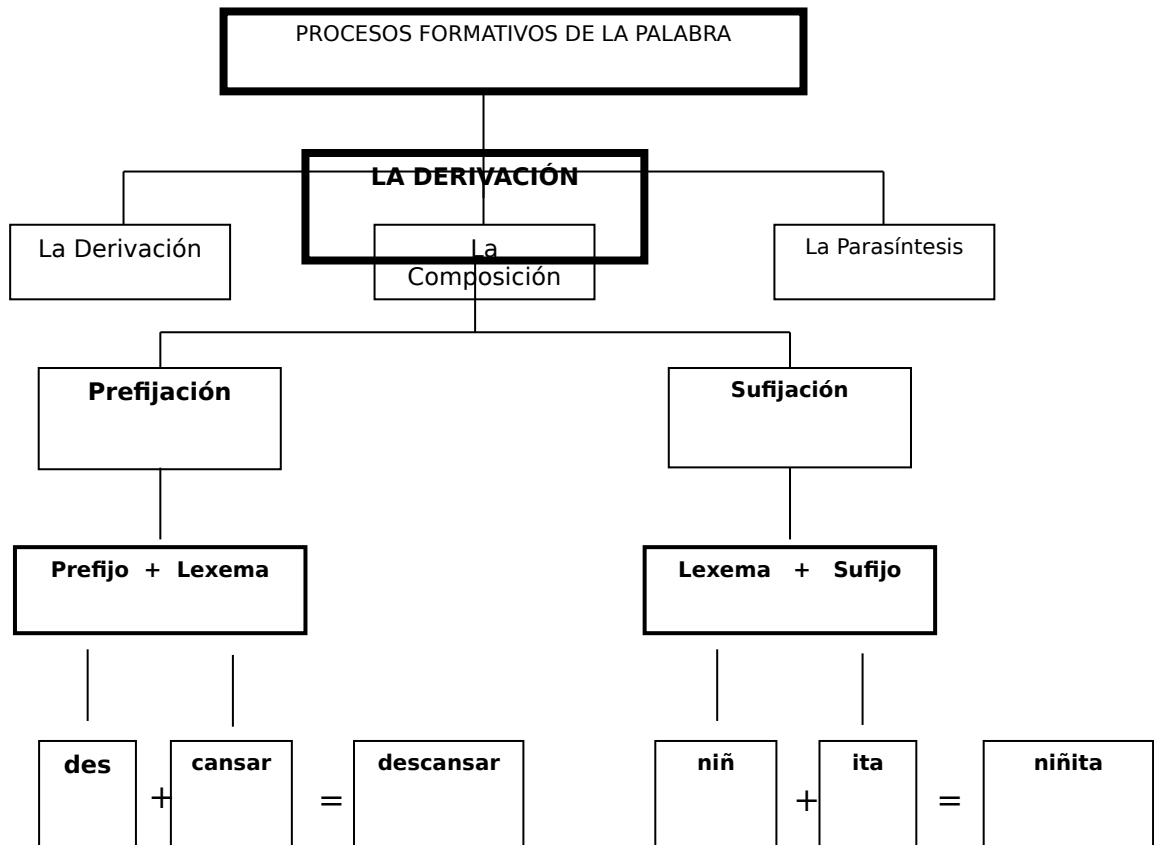 PROCESOS FORMATIVOS DE LA PALABRA
LA DERIVACIÓN
La Derivación
La
Composición
La Parasíntesis
Prefijación
Sufijación
Prefijo + Lexema
Lexema + Sufijo
des + cansar = descansar
niñ + ita = niñita